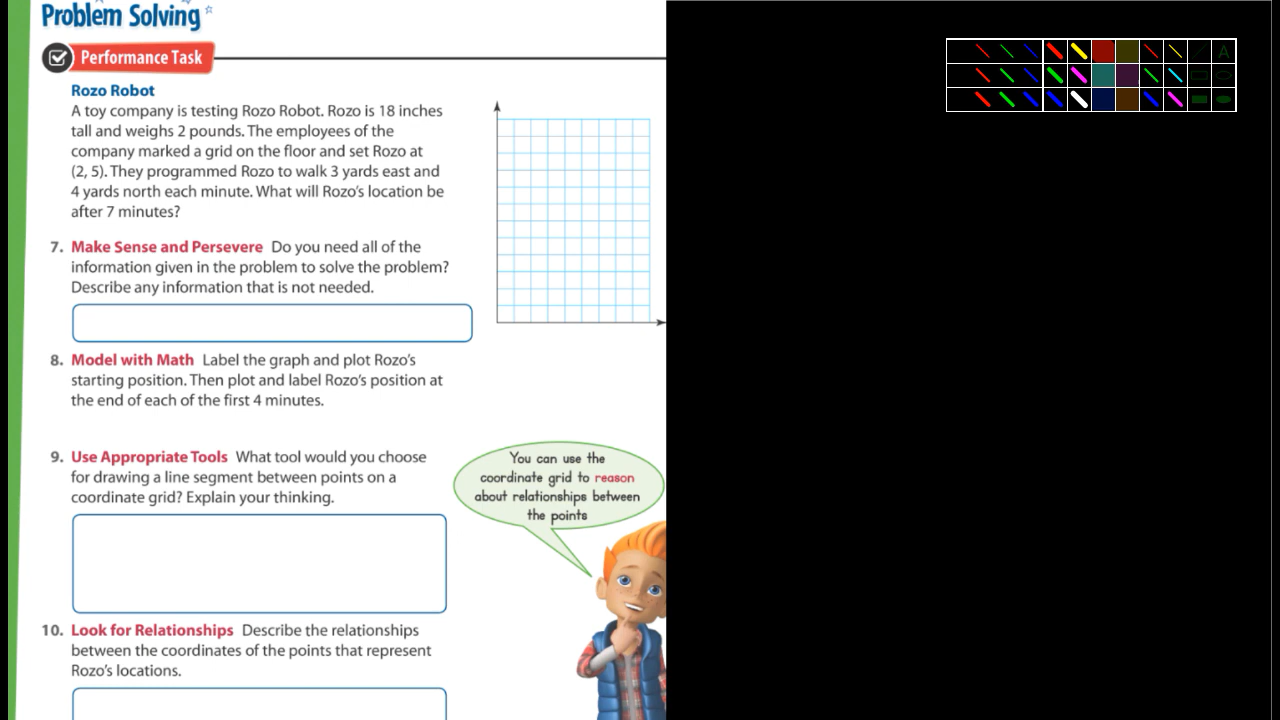 Problem Solving
Performance Task
Rozo Robot
A toy company is testing Rozo Robot. Rozo is 18 inches
tall and weighs 2 pounds. The employees of the
company marked a grid on the floor and set Rozo at
(2, 5). They programmed Rozo to walk 3 yards east and
4 yards north each minute. What will Rozo's location be
after 7 minutes?
7. Make Sense and Persevere Do you need all of the
information given in the problem to solve the problem?
Describe any information that is not needed.
8. Model with Math Label the graph and plot Rozo's
starting position. Then plot and label Rozo's position at
the end of each of the first 4 minutes.
9. Use Appropriate Tools What tool would you choose
for drawing a line segment between points on a
coordinate grid? Explain your thinking.
You can use the
coordinate grid to reason
about relationships between
the points
10. Look for Relationships Describe the relationships
between the coordinates of the points that represent
Rozo's locations.
A